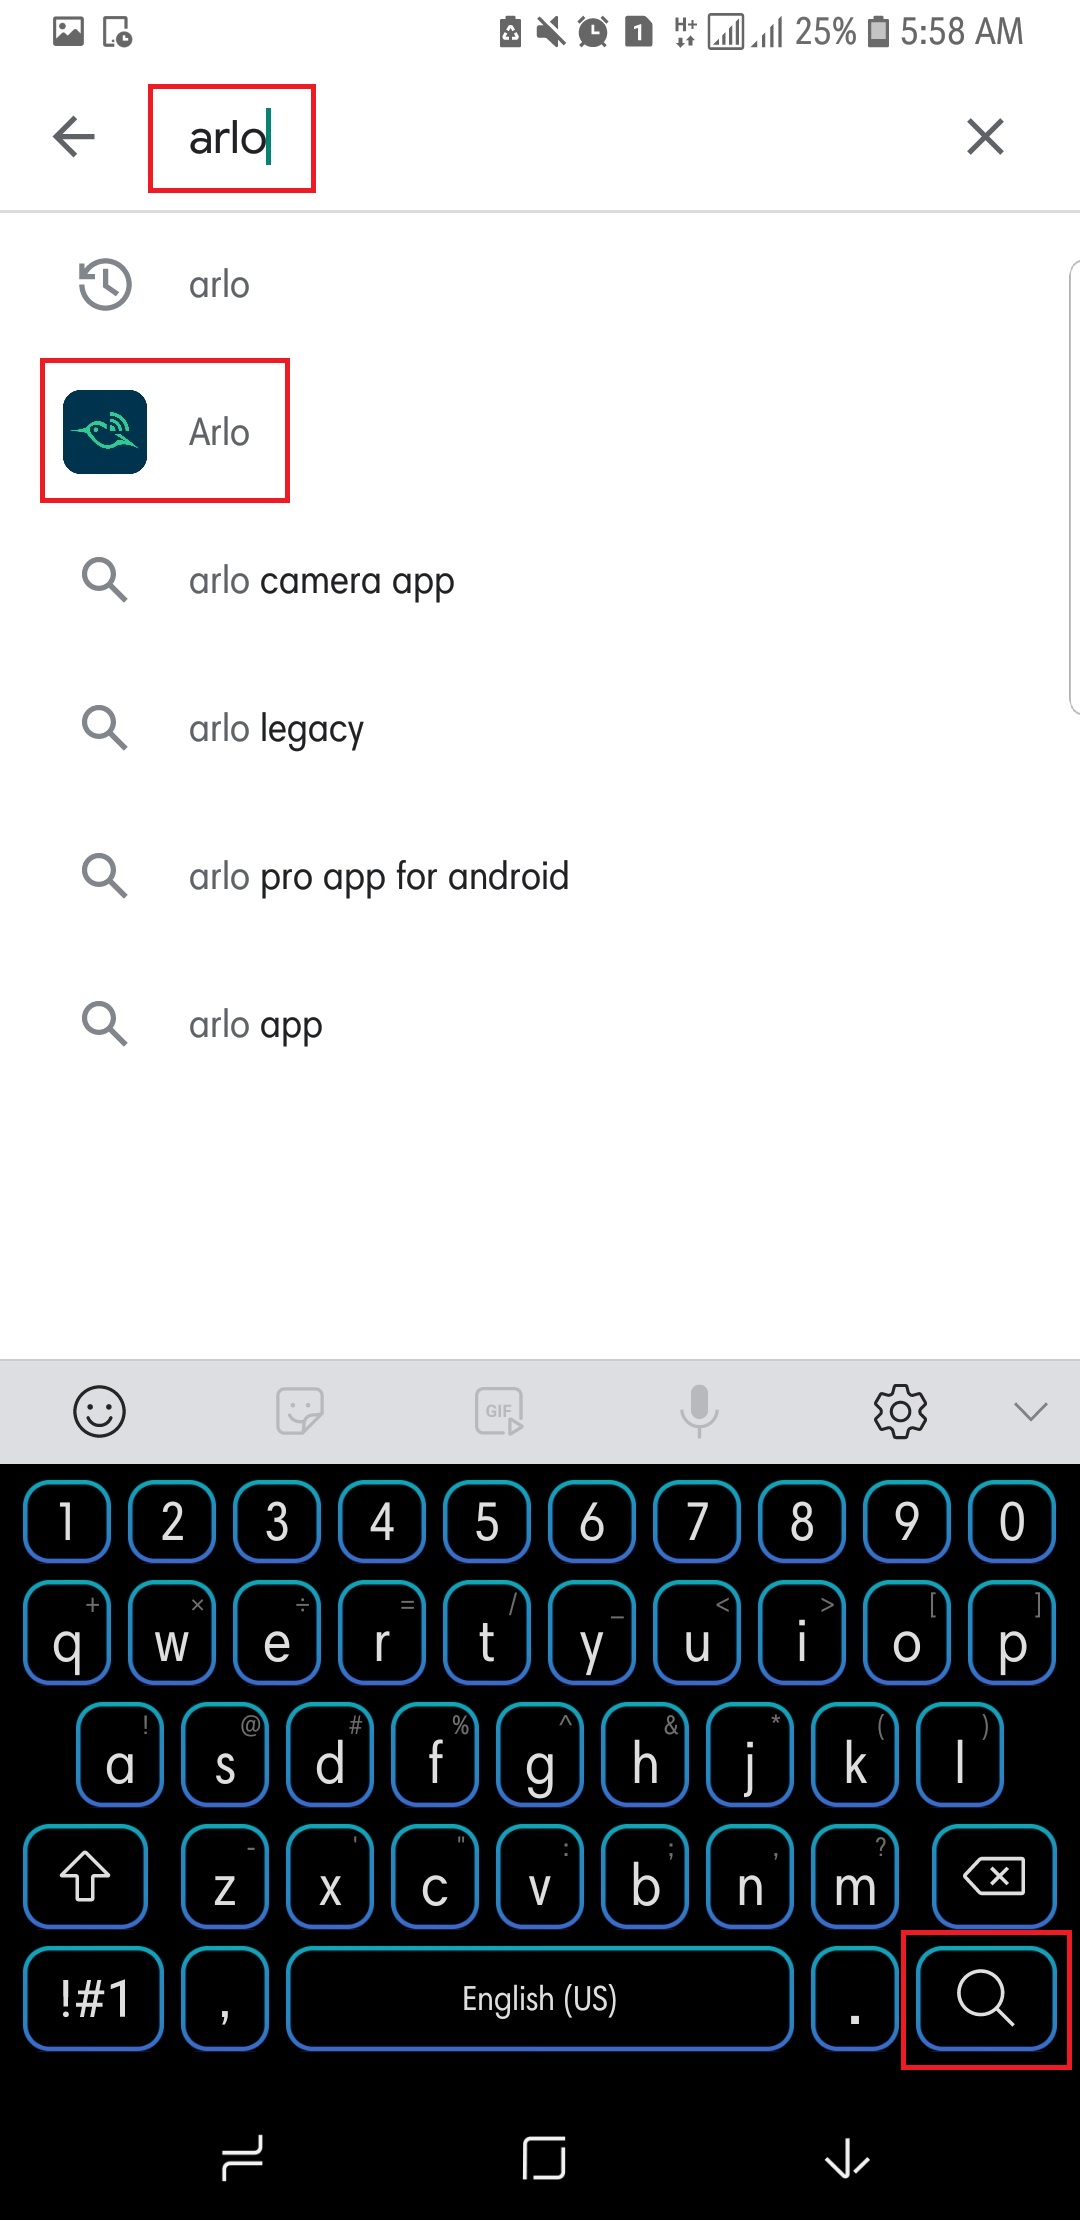 1 H+ 25% 5:58 AM
arlo
arlo
Arlo
arlo camera app
arlo legacy
arlo pro app for android
arlo app
GIF
1 2 3 4 5 6 7 8 9 0
+ × ÷ = / _ < > [ ]
q w e r t y u i o p
! @ # % ^ & * ( )
a s d f g h j k l
- ' " : ; , ?
z x c v b n m
!#1 , English (US) .